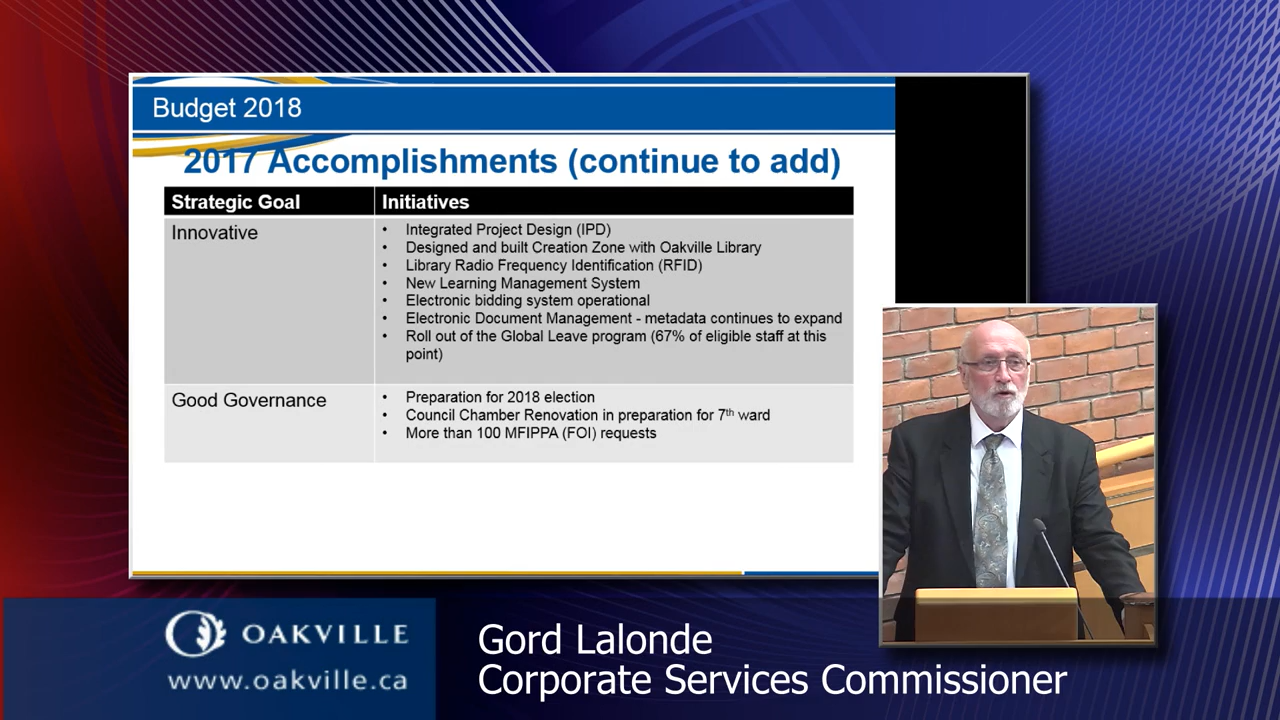 Budget 2018
2017 Accomplishments (continue to add)
Strategic Goal
Initiatives
Innovative
• Integrated Project Design (IPD)
• Designed and built Creation Zone with Oakville Library
• Library Radio Frequency Identification (RFID)
• New Learning Management System
• Electronic bidding system operational
• Electronic Document Management - metadata continues to expand
• Roll out of the Global Leave program (67% of eligible staff at this
point)
Good Governance
• Preparation for 2018 election
• Council Chamber Renovation in preparation for 7th ward
• More than 100 MFIPPA (FOI) requests
OAKVILLE
www.oakville.ca
Gord Lalonde
Corporate Services Commissioner